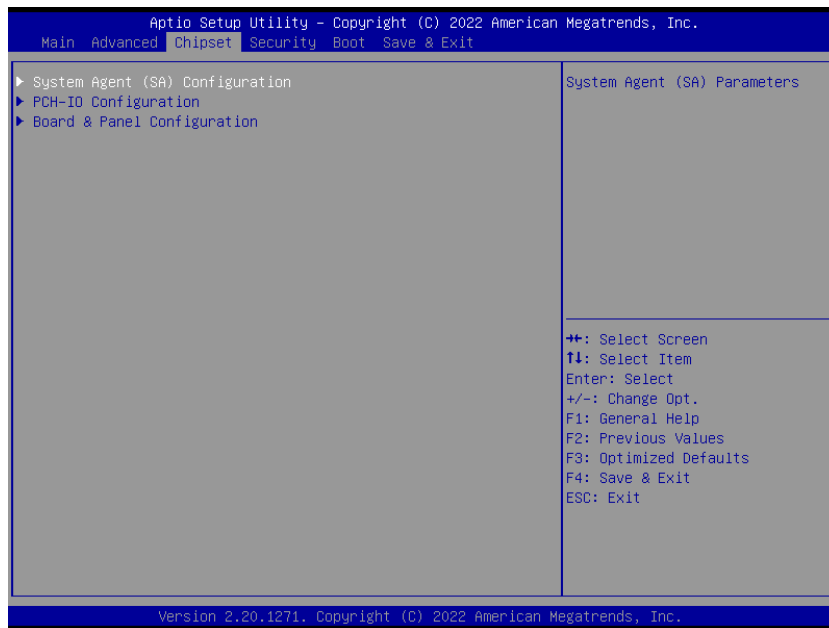 Aptio Setup Utility – Copyright (C) 2022 American Megatrends, Inc.
Main Advanced Chipset Security Boot Save & Exit
▶ System Agent (SA) Configuration
▶ PCH-IO Configuration
▶ Board & Panel Configuration
System Agent (SA) Parameters
→←: Select Screen
↑↓: Select Item
Enter: Select
+/-: Change Opt.
F1: General Help
F2: Previous Values
F3: Optimized Defaults
F4: Save & Exit
ESC: Exit
Version 2.20.1271. Copyright (C) 2022 American Megatrends, Inc.